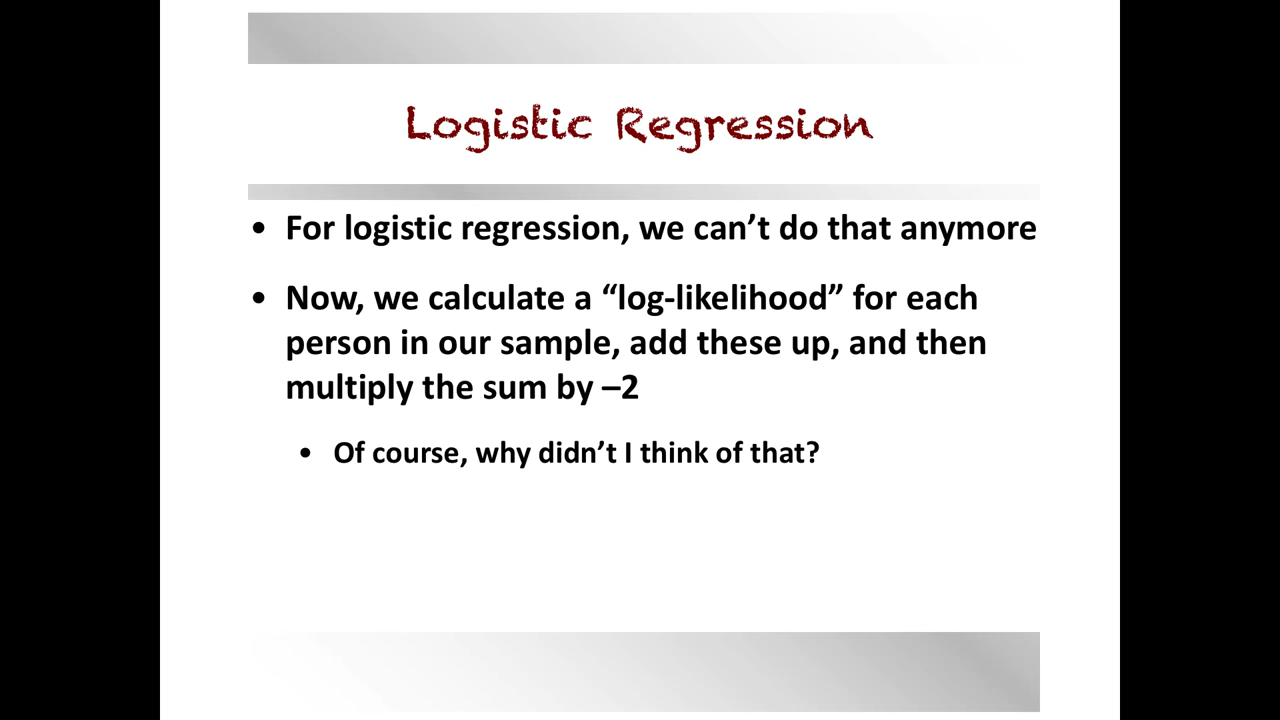 Logistic Regression
• For logistic regression, we can’t do that anymore
• Now, we calculate a “log-likelihood” for each
person in our sample, add these up, and then
multiply the sum by –2
• Of course, why didn’t I think of that?